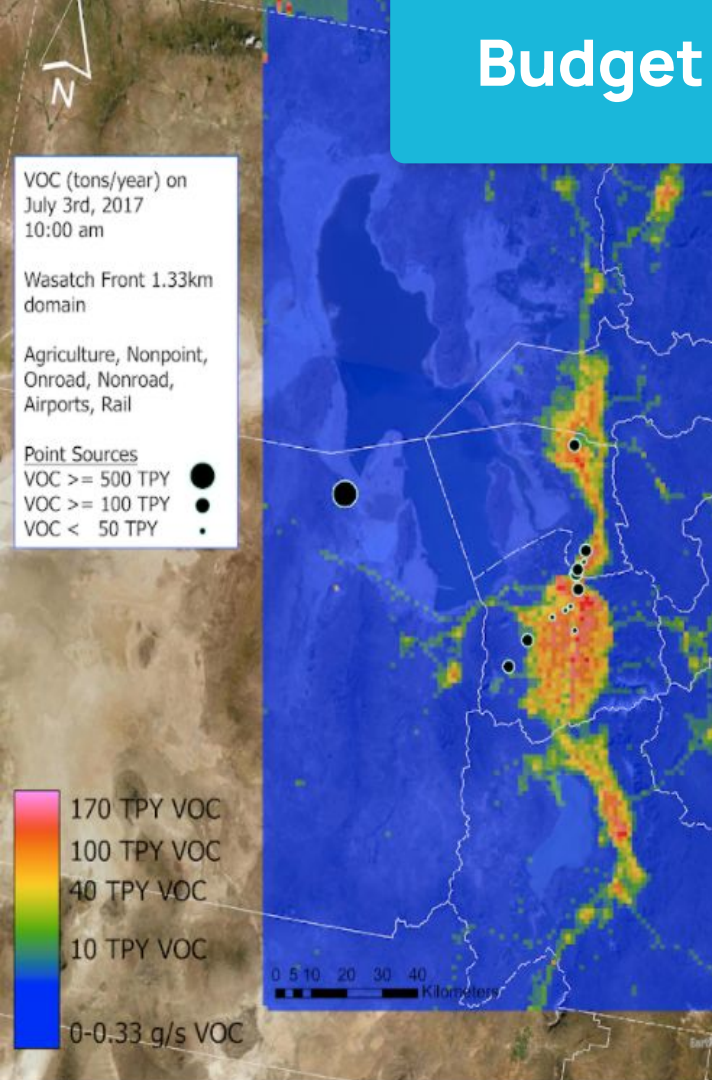 Budget
N
VOC (tons/year) on
July 3rd, 2017
10:00 am
Wasatch Front 1.33km
domain
Agriculture, Nonpoint,
Onroad, Nonroad,
Airports, Rail
Point Sources
VOC >= 500 TPY
VOC >= 100 TPY
VOC < 50 TPY
170 TPY VOC
100 TPY VOC
40 TPY VOC
10 TPY VOC
0-0.33 g/s VOC
0 5 10 20 30 40
Kilometers